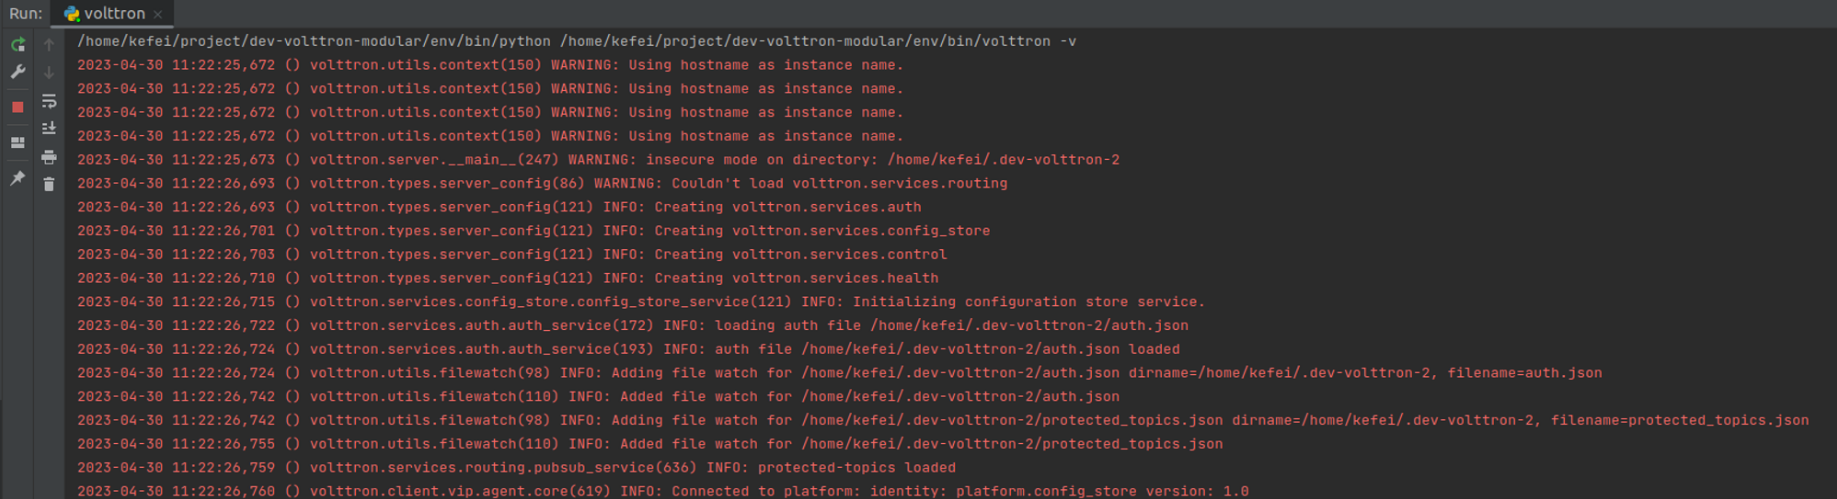 Run: volttron ×
/home/kefei/project/dev-volttron-modular/env/bin/python /home/kefei/project/dev-volttron-modular/env/bin/volttron -v
2023-04-30 11:22:25,672 () volttron.utils.context(150) WARNING: Using hostname as instance name.
2023-04-30 11:22:25,672 () volttron.utils.context(150) WARNING: Using hostname as instance name.
2023-04-30 11:22:25,672 () volttron.utils.context(150) WARNING: Using hostname as instance name.
2023-04-30 11:22:25,672 () volttron.utils.context(150) WARNING: Using hostname as instance name.
2023-04-30 11:22:25,673 () volttron.server.__main__(247) WARNING: insecure mode on directory: /home/kefei/.dev-volttron-2
2023-04-30 11:22:26,693 () volttron.types.server_config(86) WARNING: Couldn't load volttron.services.routing
2023-04-30 11:22:26,693 () volttron.types.server_config(121) INFO: Creating volttron.services.auth
2023-04-30 11:22:26,701 () volttron.types.server_config(121) INFO: Creating volttron.services.config_store
2023-04-30 11:22:26,703 () volttron.types.server_config(121) INFO: Creating volttron.services.control
2023-04-30 11:22:26,710 () volttron.types.server_config(121) INFO: Creating volttron.services.health
2023-04-30 11:22:26,715 () volttron.services.config_store.config_store_service(121) INFO: Initializing configuration store service.
2023-04-30 11:22:26,722 () volttron.services.auth.auth_service(172) INFO: loading auth file /home/kefei/.dev-volttron-2/auth.json
2023-04-30 11:22:26,724 () volttron.services.auth.auth_service(193) INFO: auth file /home/kefei/.dev-volttron-2/auth.json loaded
2023-04-30 11:22:26,724 () volttron.utils.filewatch(98) INFO: Adding file watch for /home/kefei/.dev-volttron-2/auth.json dirname=/home/kefei/.dev-volttron-2, filename=auth.json
2023-04-30 11:22:26,742 () volttron.utils.filewatch(110) INFO: Added file watch for /home/kefei/.dev-volttron-2/auth.json
2023-04-30 11:22:26,742 () volttron.utils.filewatch(98) INFO: Adding file watch for /home/kefei/.dev-volttron-2/protected_topics.json dirname=/home/kefei/.dev-volttron-2, filename=protected_topics.json
2023-04-30 11:22:26,755 () volttron.utils.filewatch(110) INFO: Added file watch for /home/kefei/.dev-volttron-2/protected_topics.json
2023-04-30 11:22:26,759 () volttron.services.routing.pubsub_service(636) INFO: protected-topics loaded
2023-04-30 11:22:26,760 () volttron.client.vip.agent.core(619) INFO: Connected to platform: identity: platform.config_store version: 1.0